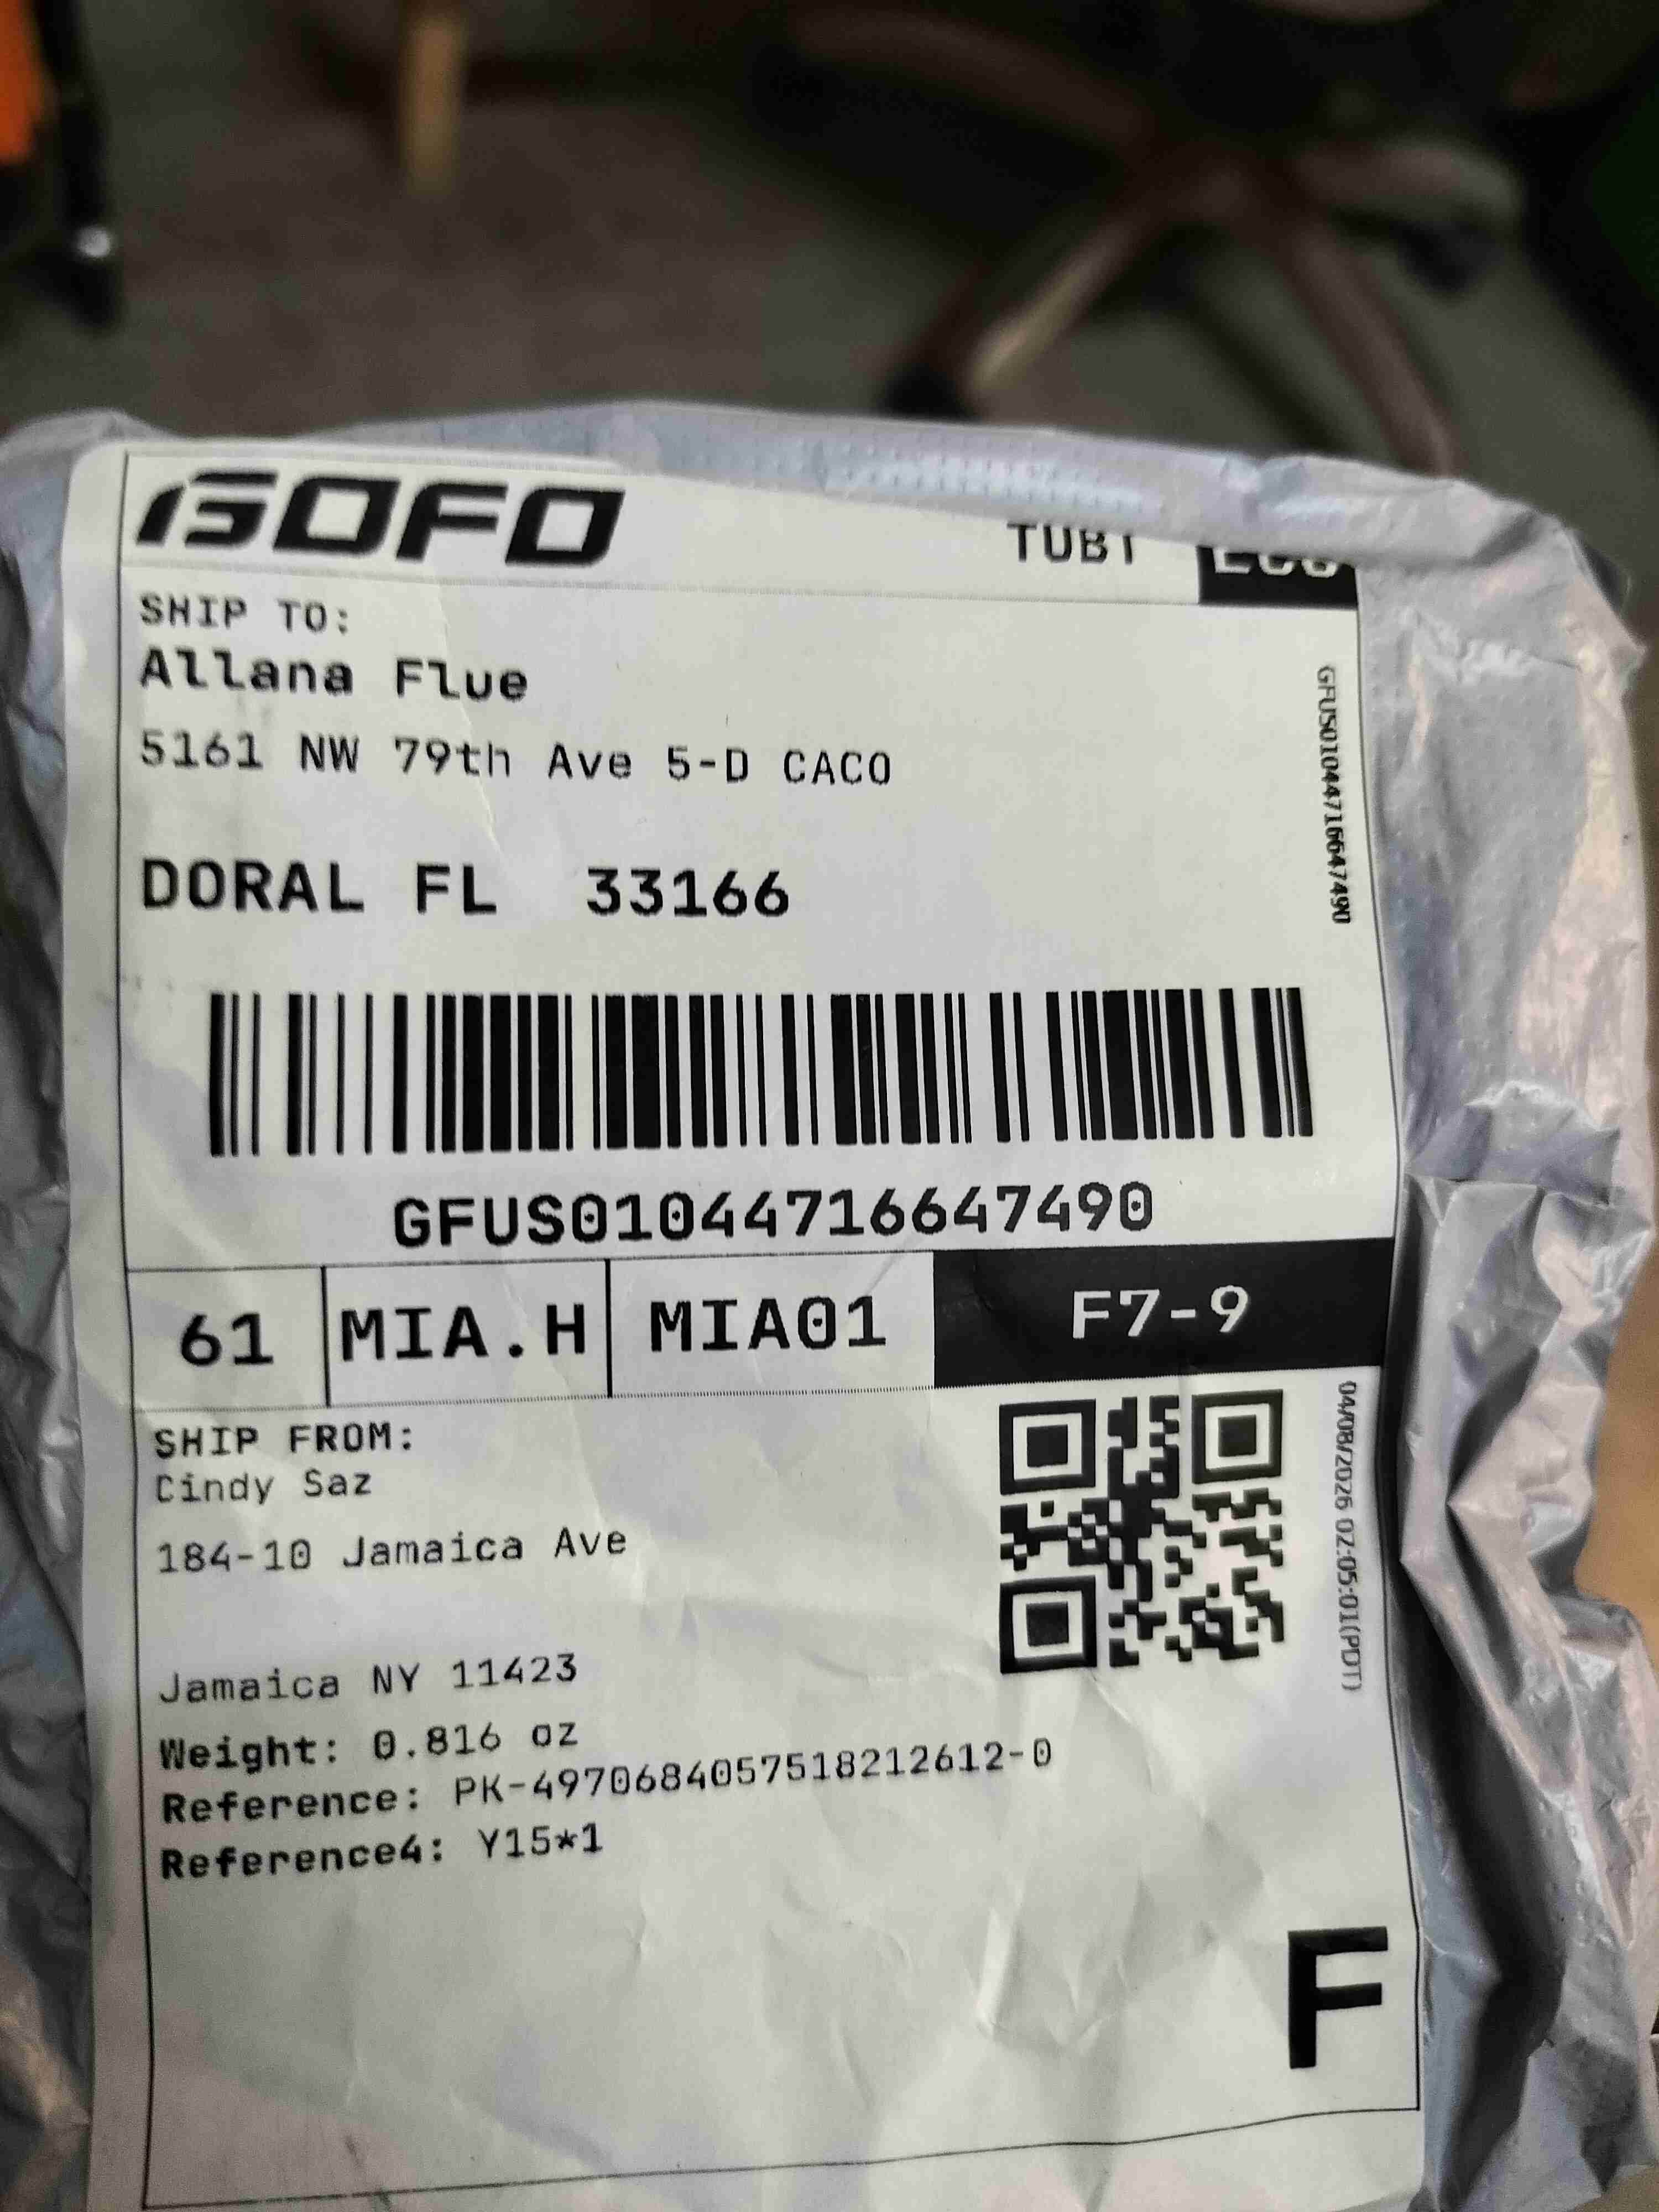 GOFO
TUBT
SHIP TO:
Allana Flue
5161 NW 79th Ave 5-D CACO
DORAL FL 33166
GFUS01044716647490
GFUS01044716647490
61 MIA.H MIA01 F7-9
SHIP FROM:
Cindy Saz
184-10 Jamaica Ave
Jamaica NY 11423
04/08/2026 02:05:01(PDT)
Weight: 0.816 oz
Reference: PK-4970684057518212612-0
Reference4: Y15*1
F